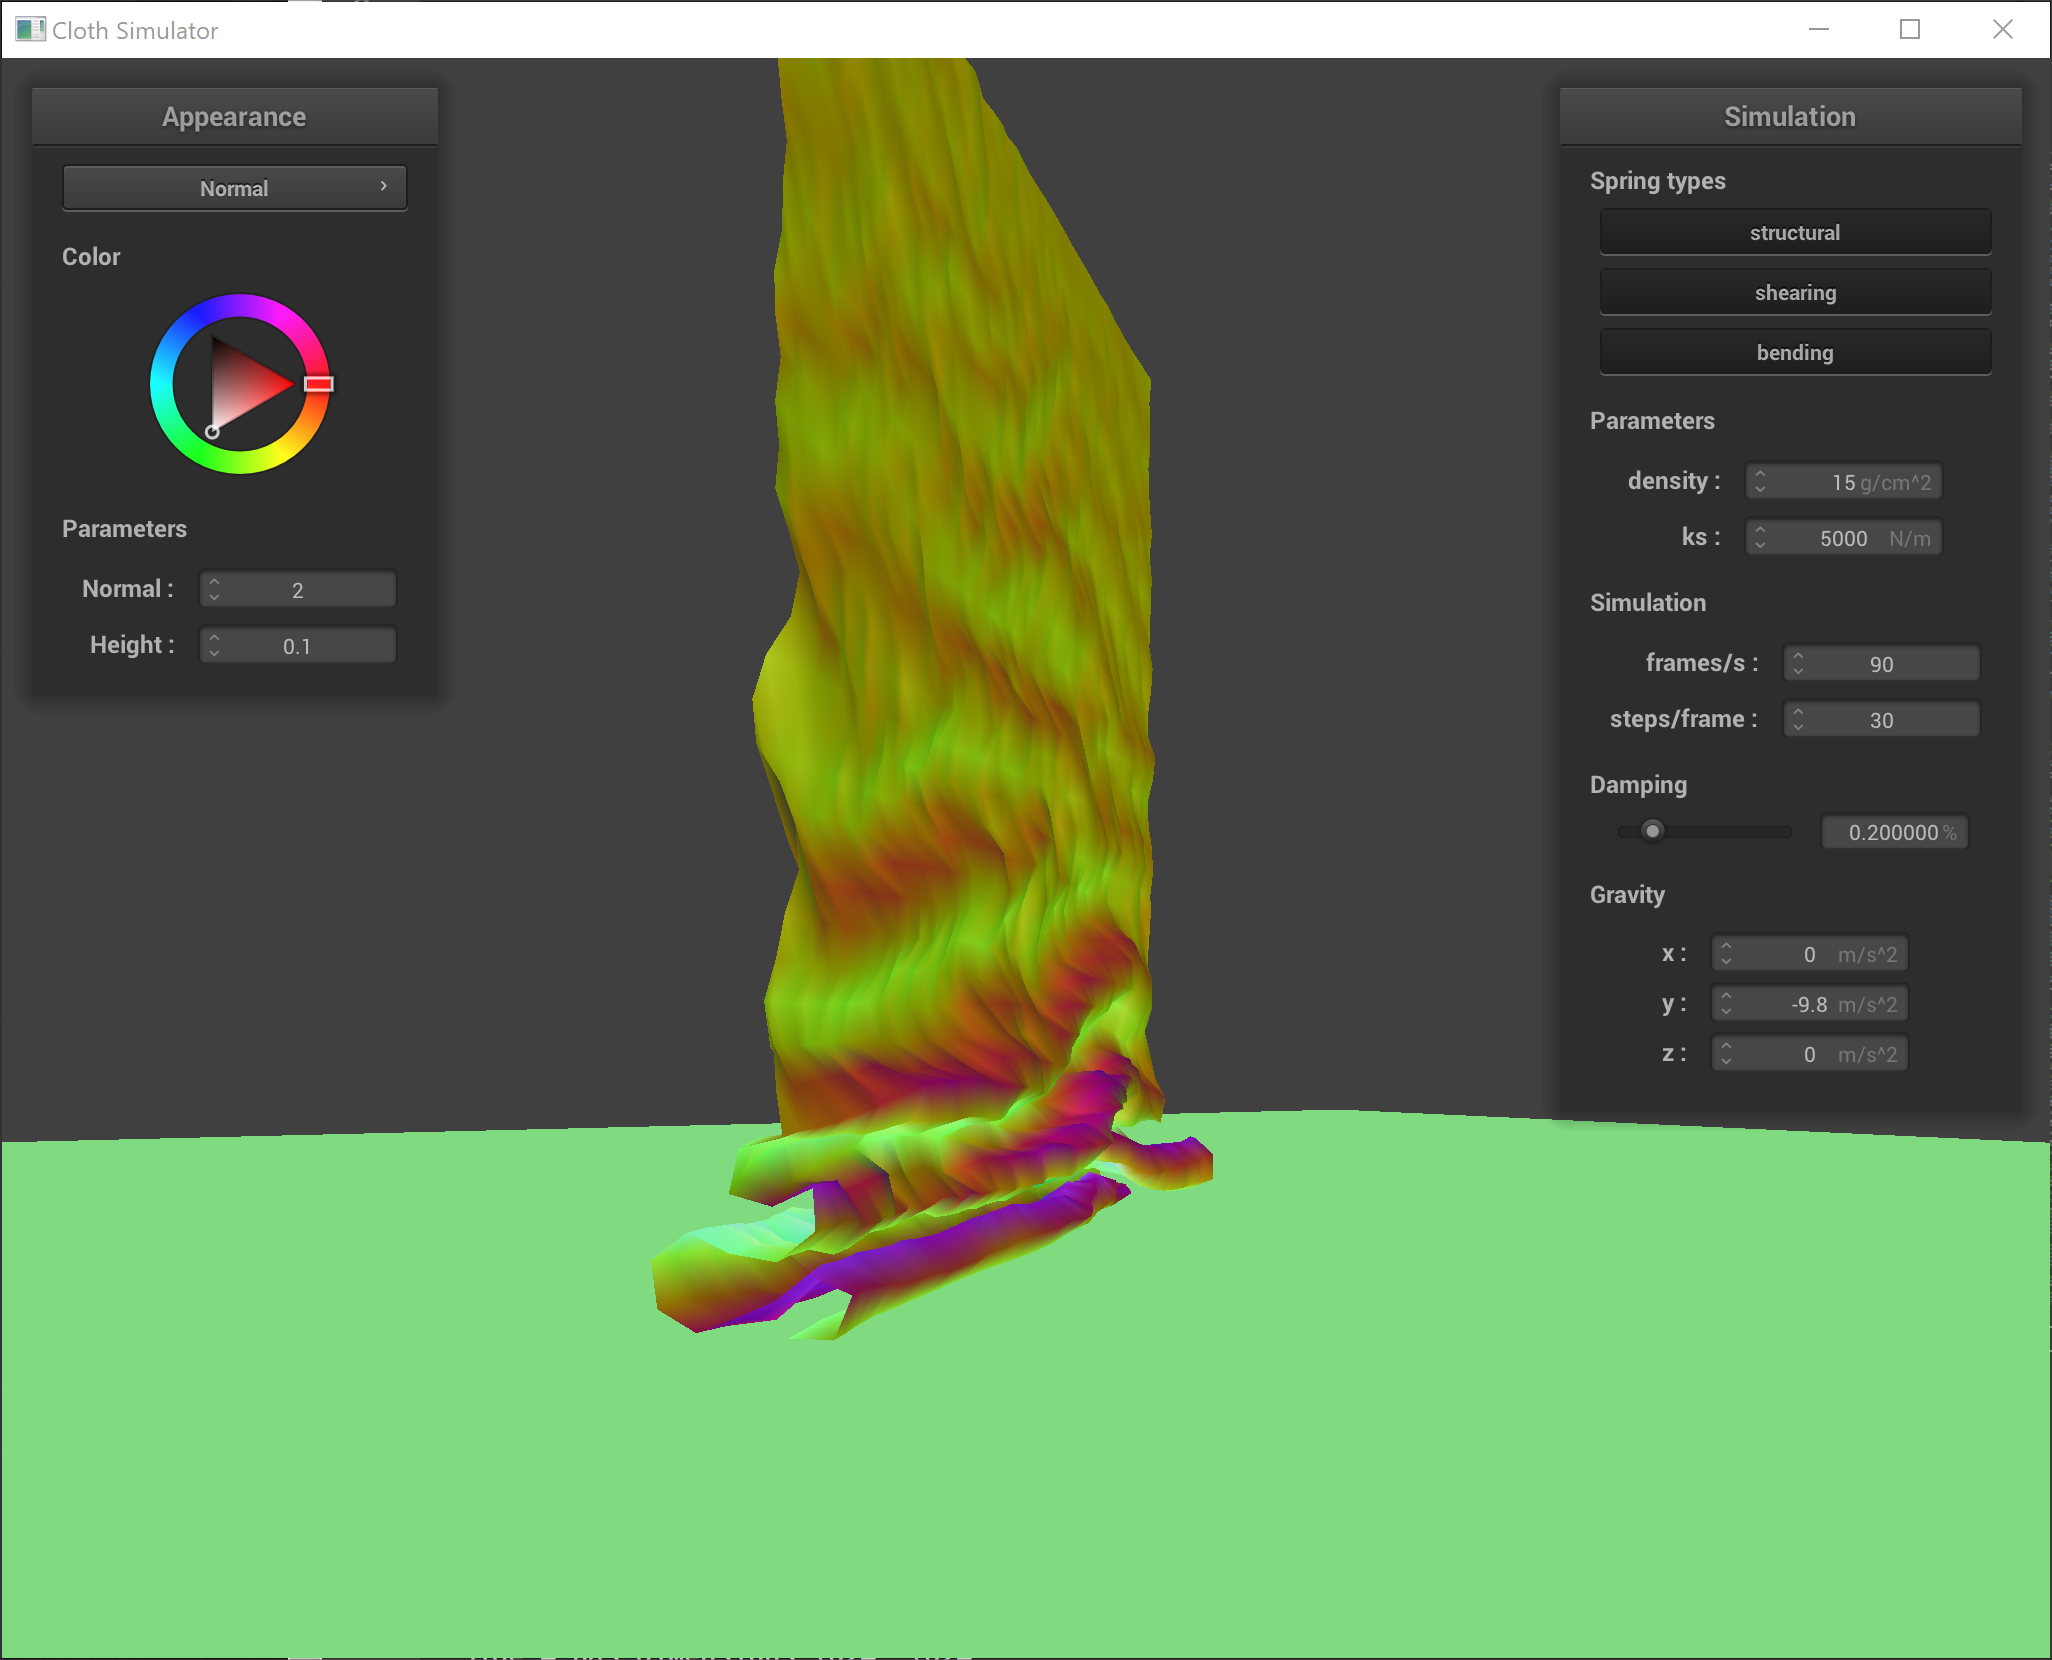 Cloth Simulator
Appearance
Normal
Color
Parameters
Normal : 2
Height : 0.1
Simulation
Spring types
structural
shearing
bending
Parameters
density : 15 g/cm^2
ks : 5000 N/m
Simulation
frames/s : 90
steps/frame : 30
Damping
0.200000 %
Gravity
x : 0 m/s^2
y : -9.8 m/s^2
z : 0 m/s^2